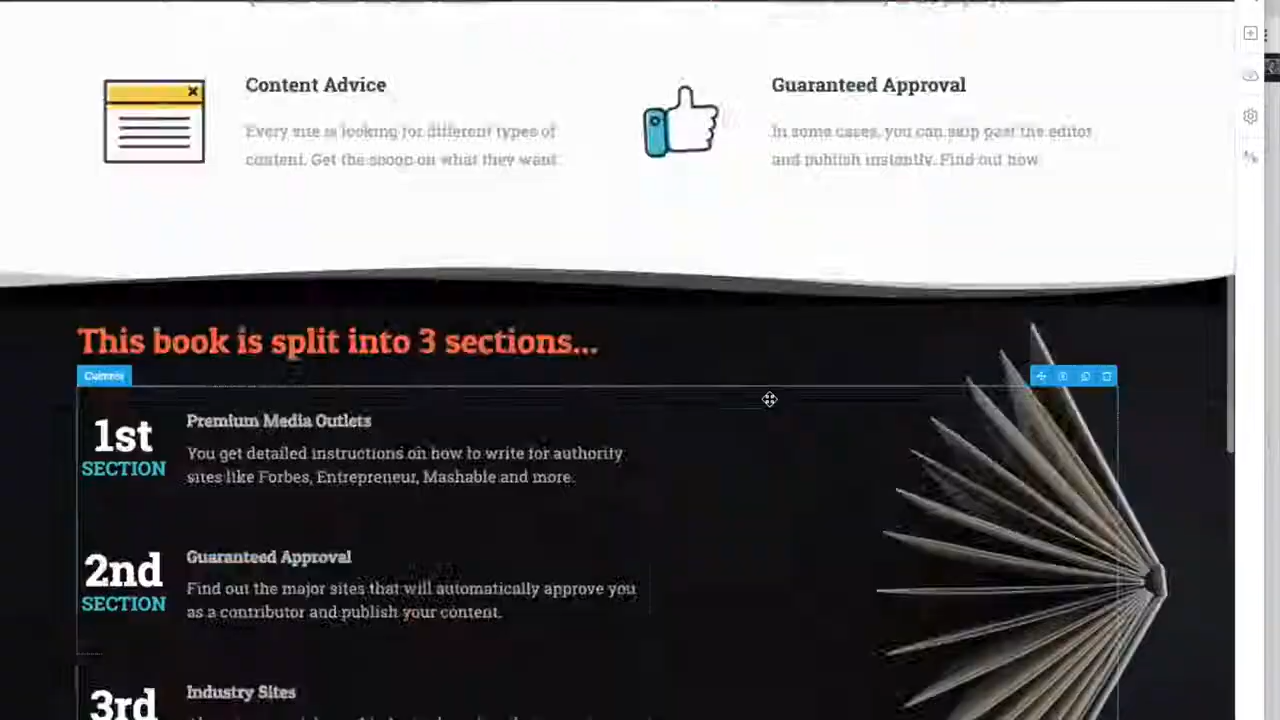 Content Advice
Every site is looking for different types of
content. Get the scoop on what they want.
Guaranteed Approval
In some cases, you can skip past the editor
and publish instantly. Find out how.
This book is split into 3 sections...
Columns
1st
SECTION
Premium Media Outlets
You get detailed instructions on how to write for authority
sites like Forbes, Entrepreneur, Mashable and more.
2nd
SECTION
Guaranteed Approval
Find out the major sites that will automatically approve you
as a contributor and publish your content.
3rd
Industry Sites